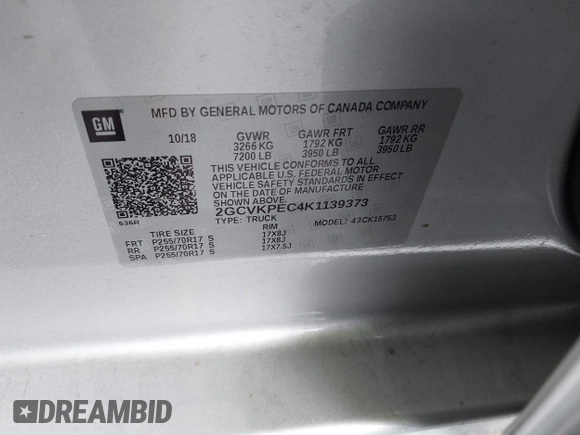 GM
MFD BY GENERAL MOTORS OF CANADA COMPANY
10/18 GVWR GAWR FRT GAWR RR
3266 KG 1792 KG 1792 KG
7200 LB 3950 LB 3950 LB
THIS VEHICLE CONFORMS TO ALL
APPLICABLE U.S. FEDERAL MOTOR
VEHICLE SAFETY STANDARDS IN
EFFECT ON THE DATE OF
MANUFACTURE SHOWN ABOVE.
2GCVKPEC4K1139373
636R TYPE: TRUCK MODEL: 43CK15753
TIRE SIZE RIM
FRT P255/70R17 S 17X8J
RR P255/70R17 S 17X8J
SPA P255/70R17 S 17X7.5J
DREAMBID